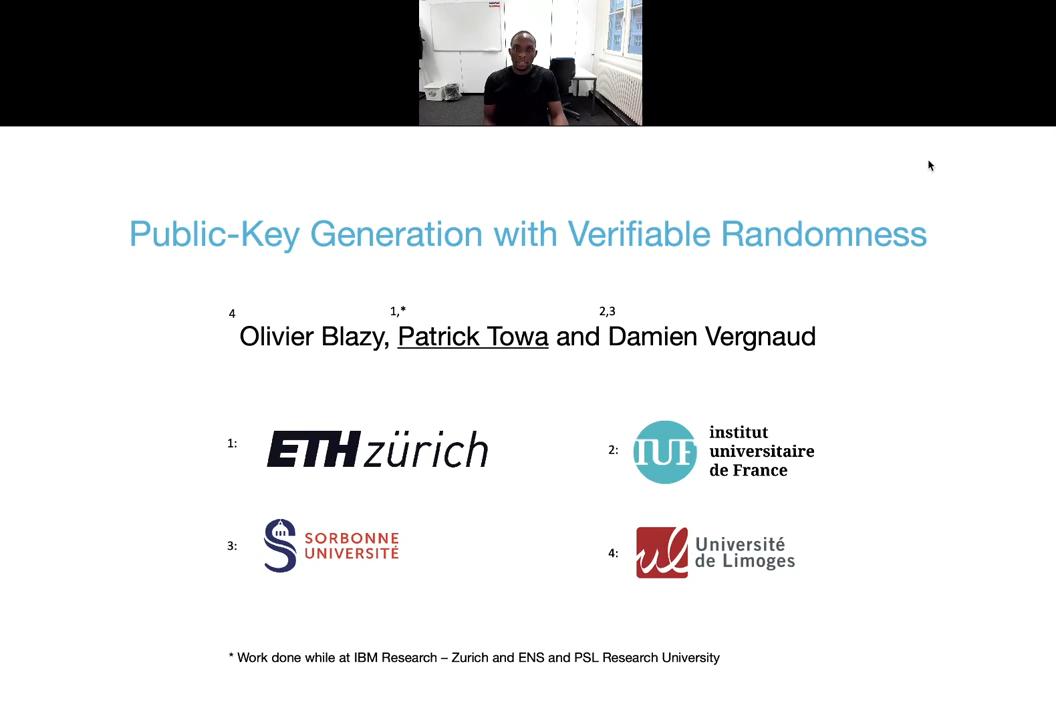 Public-Key Generation with Verifiable Randomness
4 1,* 2,3
Olivier Blazy, Patrick Towa and Damien Vergnaud
1: ETH zürich
2: IUF institut
universitaire
de France
3: SORBONNE
UNIVERSITÉ
4: ul Université
de Limoges
* Work done while at IBM Research – Zurich and ENS and PSL Research University